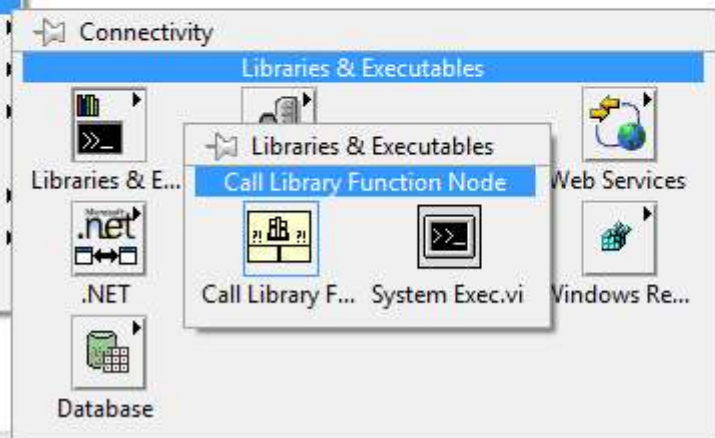 Connectivity
Libraries & Executables
Libraries & Executables
Libraries & E...
Call Library Function Node
Web Services
Microsoft
.net
?! ?!
.NET
Call Library F...
>>_
System Exec.vi
Windows Re...
Database